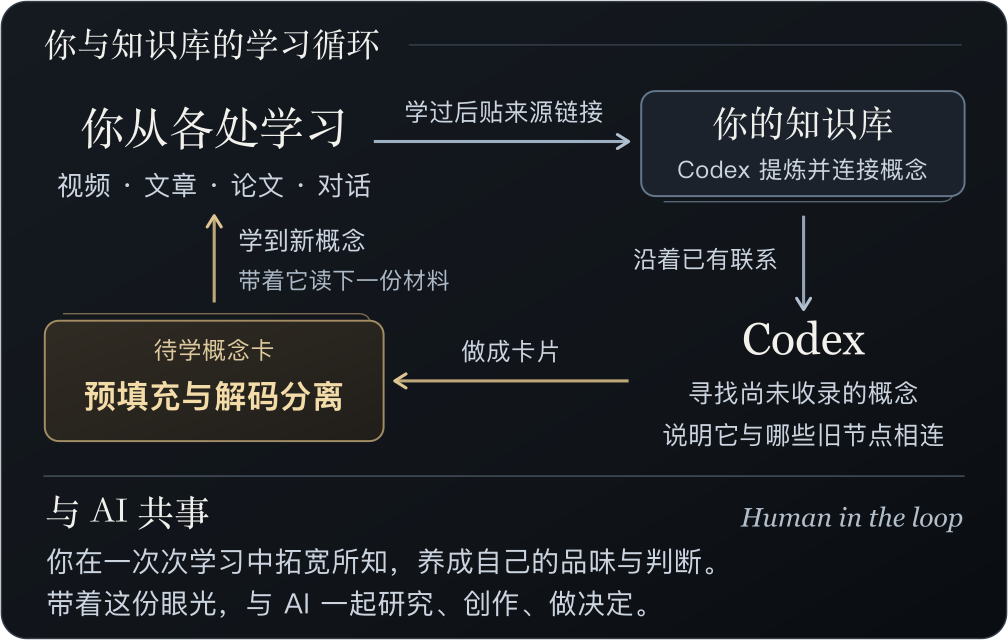 你与知识库的学习循环
你从各处学习
视频 · 文章 · 论文 · 对话
学过后贴来源链接
你的知识库
Codex 提炼并连接概念
沿着已有联系
Codex
寻找尚未收录的概念
说明它与哪些旧节点相连
做成卡片
待学概念卡
预填充与解码分离
学到新概念
带着它读下一份材料
与 AI 共事
Human in the loop
你在一次次学习中拓宽所知，养成自己的品味与判断。
带着这份眼光，与 AI 一起研究、创作、做决定。